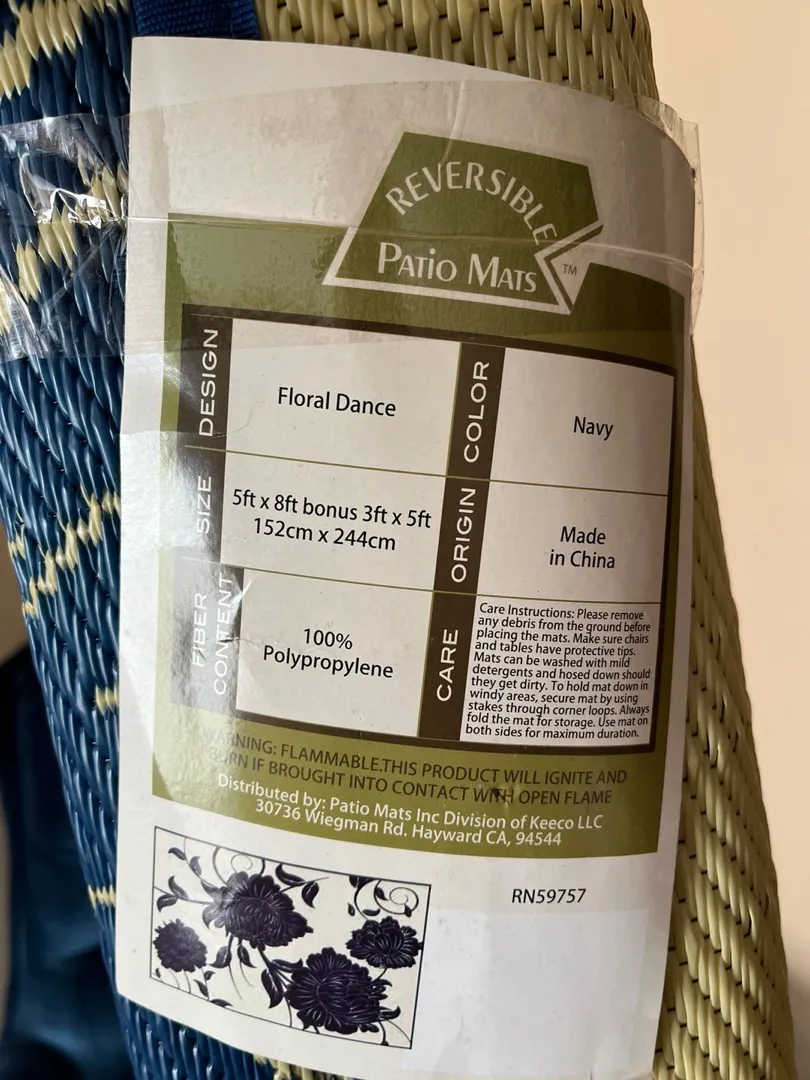 REVERSIBLE
PATIO MATS™
DESIGN
Floral Dance
COLOR
Navy
SIZE
5ft x 8ft bonus 3ft x 5ft
152cm x 244cm
ORIGIN
Made
in China
FIBER
CONTENT
100%
Polypropylene
CARE
Care Instructions: Please remove
any debris from the ground before
placing the mats. Make sure chairs
and tables have protective tips.
Mats can be washed with mild
detergents and hosed down should
they get dirty. To hold mat down in
windy areas, secure mat by using
stakes through corner loops. Always
fold the mat for storage. Use mat on
both sides for maximum duration.
WARNING: FLAMMABLE.THIS PRODUCT WILL IGNITE AND
BURN IF BROUGHT INTO CONTACT WITH OPEN FLAME
Distributed by: Patio Mats Inc Division of Keeco LLC
30736 Wiegman Rd. Hayward CA, 94544
RN59757